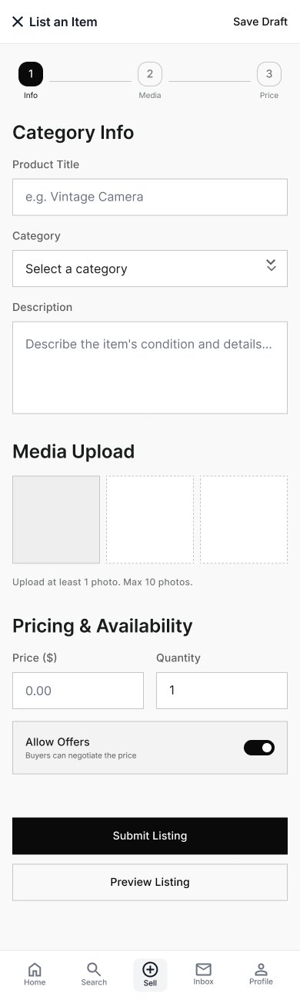 List an Item
Save Draft
1
2
3
Info
Media
Price
Category Info
Product Title
e.g. Vintage Camera
Category
Select a category
Description
Describe the item's condition and details...
Media Upload
Upload at least 1 photo. Max 10 photos.
Pricing & Availability
Price ($)
Quantity
0.00
1
Allow Offers
Buyers can negotiate the price
Submit Listing
Preview Listing
Home
Search
Sell
Inbox
Profile